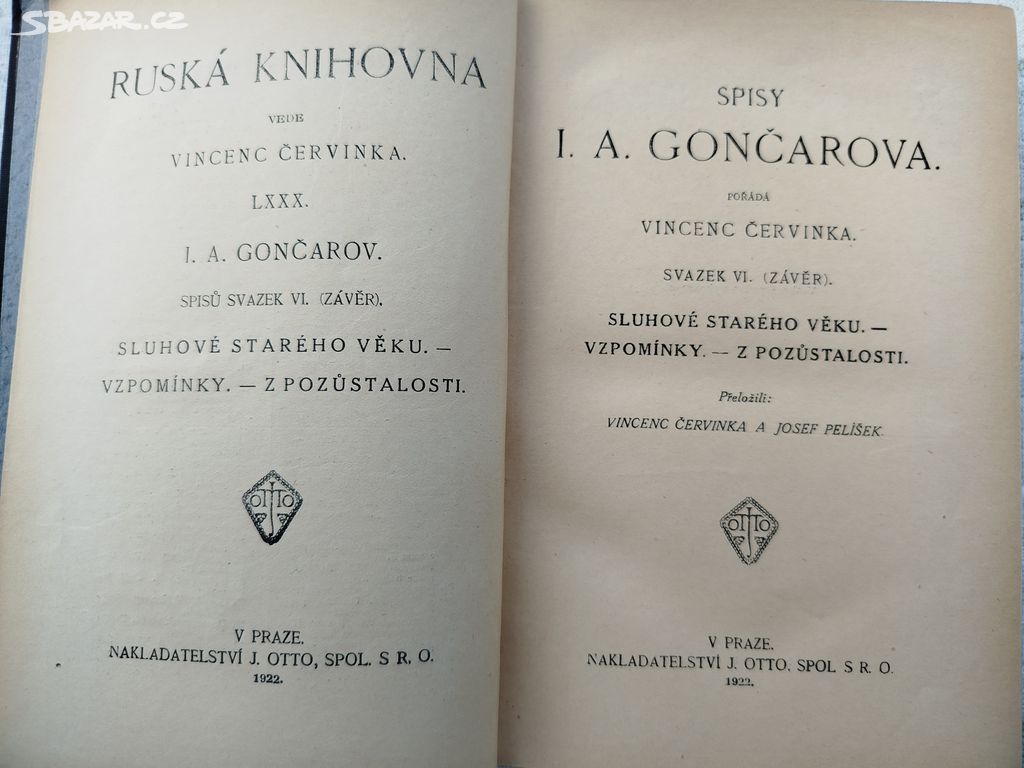 SBAZAR.CZ
RUSKÁ KNIHOVNA
VEDE
VINCENC ČERVINKA.
LXXX.
I. A. GONČAROV.
SPISŮ SVAZEK VI. (ZÁVĚR).
SLUHOVÉ STARÉHO VĚKU. —
VZPOMÍNKY. — Z POZŮSTALOSTI.
OTTO
V PRAZE.
NAKLADATELSTVÍ J. OTTO, SPOL. S R. O.
1922.
SPISY
I. A. GONČAROVA.
POŘÁDÁ
VINCENC ČERVINKA.
SVAZEK VI. (ZÁVĚR).
SLUHOVÉ STARÉHO VĚKU. —
VZPOMÍNKY. — Z POZŮSTALOSTI.
Přeložili:
VINCENC ČERVINKA A JOSEF PELÍŠEK.
OTTO
V PRAZE.
NAKLADATELSTVÍ J. OTTO. SPOL S R. O.
1922.